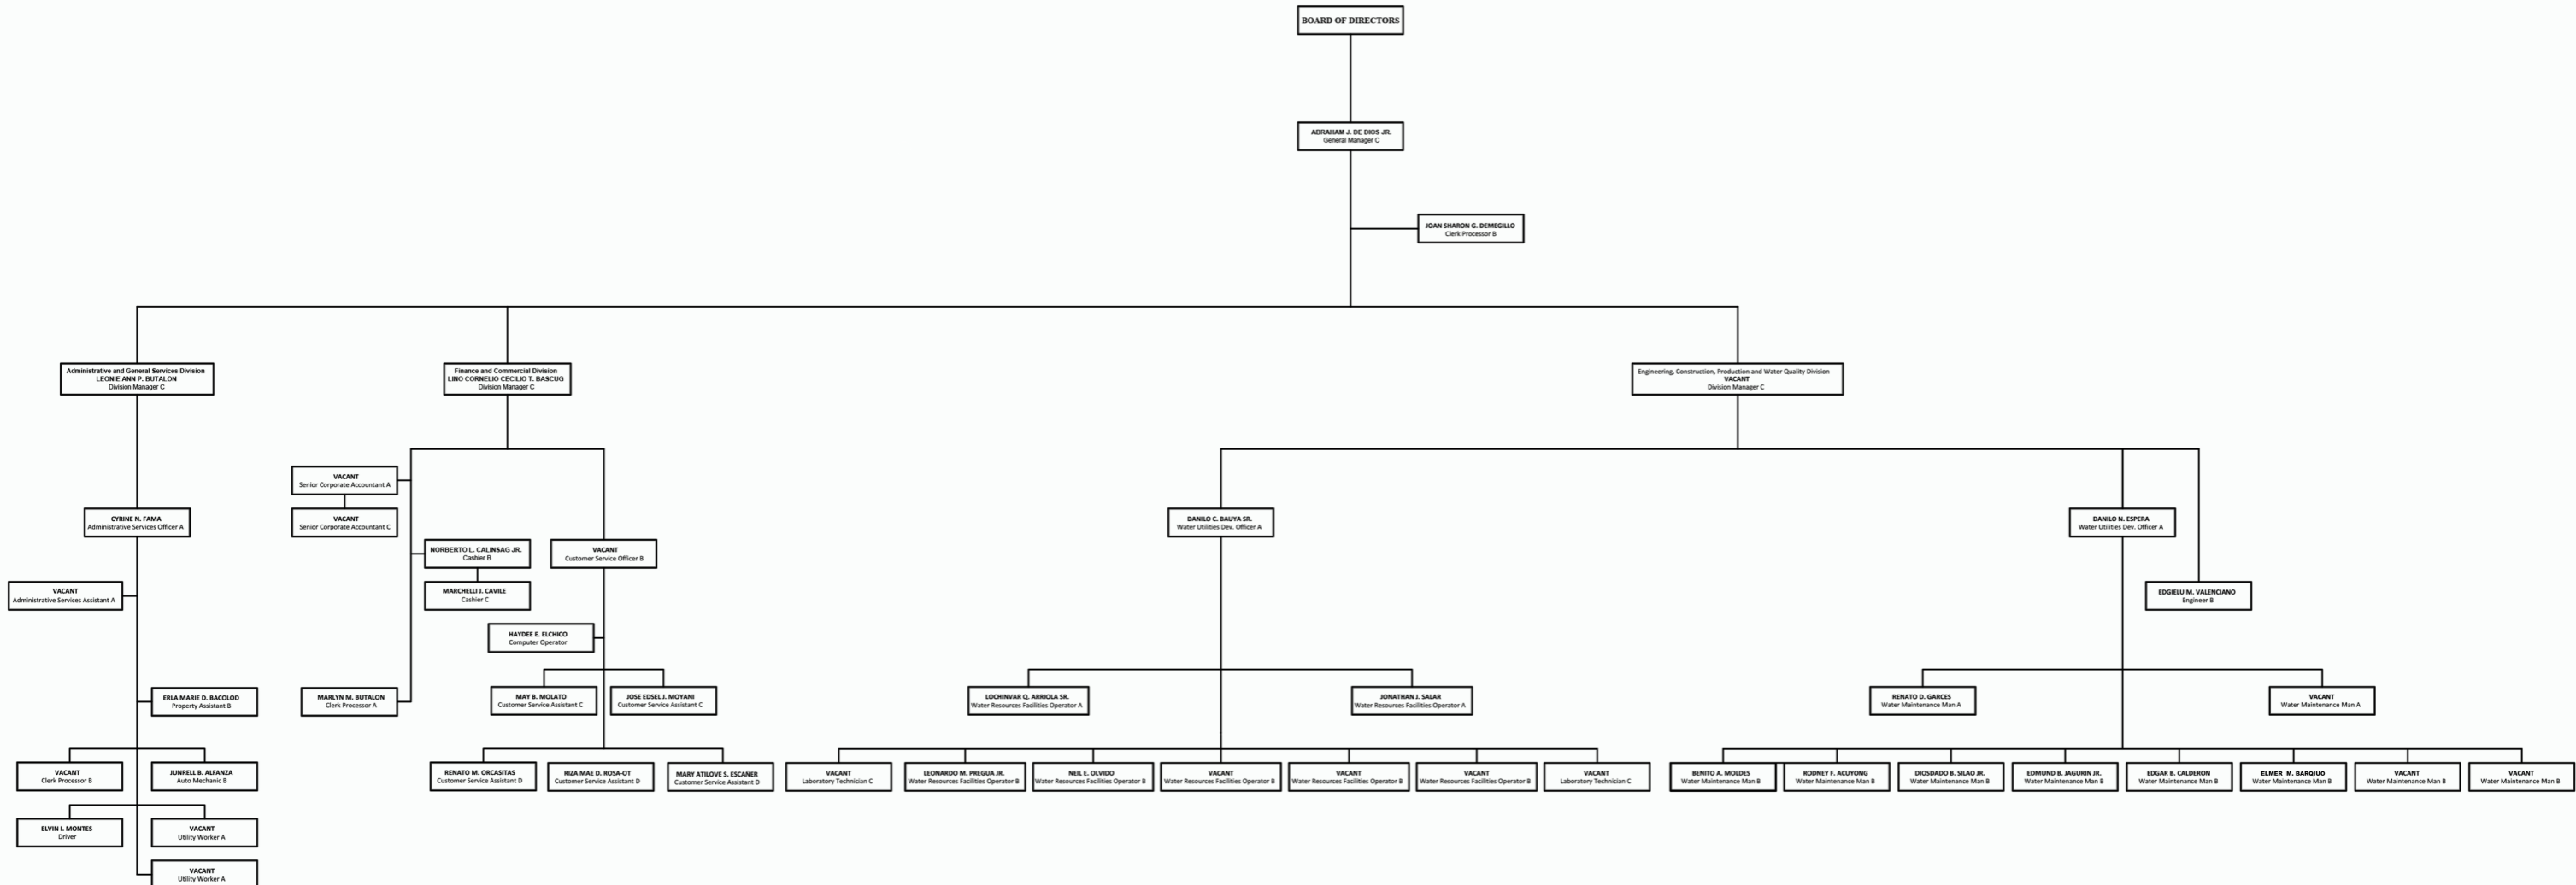 BOARD OF DIRECTORS
ABRAHAM J. DE DIOS JR.
General Manager C
JOAN SHARON G. DEMEGILLO
Clerk Processor B
Administrative and General Services Division
LEONIE ANN P. BUTALON
Division Manager C
Finance and Commercial Division
LINO CORNELIO CECILIO T. BASCUG
Division Manager C
Engineering, Construction, Production and Water Quality Division
VACANT
Division Manager C
VACANT
Senior Corporate Accountant A
CYRINE N. FAMA
Administrative Services Officer A
VACANT
Senior Corporate Accountant C
DANILO C. BAUYA SR.
Water Utilities Dev. Officer A
DANILO N. ESPERA
Water Utilities Dev. Officer A
NORBERTO L. CALINSAG JR.
Cashier B
VACANT
Customer Service Officer B
VACANT
Administrative Services Assistant A
MARCHELLI J. CAVILE
Cashier C
EDGIELU M. VALENCIANO
Engineer B
HAYDEE E. ELCHICO
Computer Operator
ERLA MARIE D. BACOLOD
Property Assistant B
MARLYN M. BUTALON
Clerk Processor A
MAY B. MOLATO
Customer Service Assistant C
JOSE EDSEL J. MOYANI
Customer Service Assistant C
LOCHINVAR Q. ARRIOLA SR.
Water Resources Facilities Operator A
JONATHAN J. SALAR
Water Resources Facilities Operator A
RENATO D. GARCES
Water Maintenance Man A
VACANT
Water Maintenance Man A
VACANT
Clerk Processor B
JUNRELL B. ALFANZA
Auto Mechanic B
RENATO M. ORCASITAS
Customer Service Assistant D
RIZA MAE D. ROSA-OT
Customer Service Assistant D
MARY ATILOVE S. ESCAÑER
Customer Service Assistant D
VACANT
Laboratory Technician C
LEONARDO M. PREGUA JR.
Water Resources Facilities Operator B
NEIL E. OLVIDO
Water Resources Facilities Operator B
VACANT
Water Resources Facilities Operator B
VACANT
Water Resources Facilities Operator B
VACANT
Water Resources Facilities Operator B
VACANT
Laboratory Technician C
BENITO A. MOLDES
Water Maintenance Man B
RODNEY F. ACUYONG
Water Maintenance Man B
DIOSDADO B. SILAO JR.
Water Maintenance Man B
EDMUND B. JAGURIN JR.
Water Maintenance Man B
EDGAR B. CALDERON
Water Maintenance Man B
ELMER M. BARQIUO
Water Maintenance Man B
VACANT
Water Maintenance Man B
VACANT
Water Maintenance Man B
ELVIN I. MONTES
Driver
VACANT
Utility Worker A
VACANT
Utility Worker A